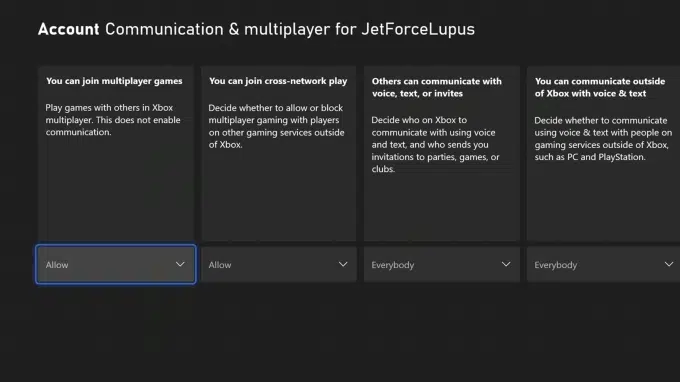 Account Communication & multiplayer for JetForceLupus
You can join multiplayer games
Play games with others in Xbox
multiplayer. This does not enable
communication.
Allow
You can join cross-network play
Decide whether to allow or block
multiplayer gaming with players
on other gaming services outside
of Xbox.
Allow
Others can communicate with
voice, text, or invites
Decide who on Xbox to
communicate with using voice
and text, and who sends you
invitations to parties, games, or
clubs.
Everybody
You can communicate outside
of Xbox with voice & text
Decide whether to communicate
using voice & text with people on
gaming services outside of Xbox,
such as PC and PlayStation.
Everybody